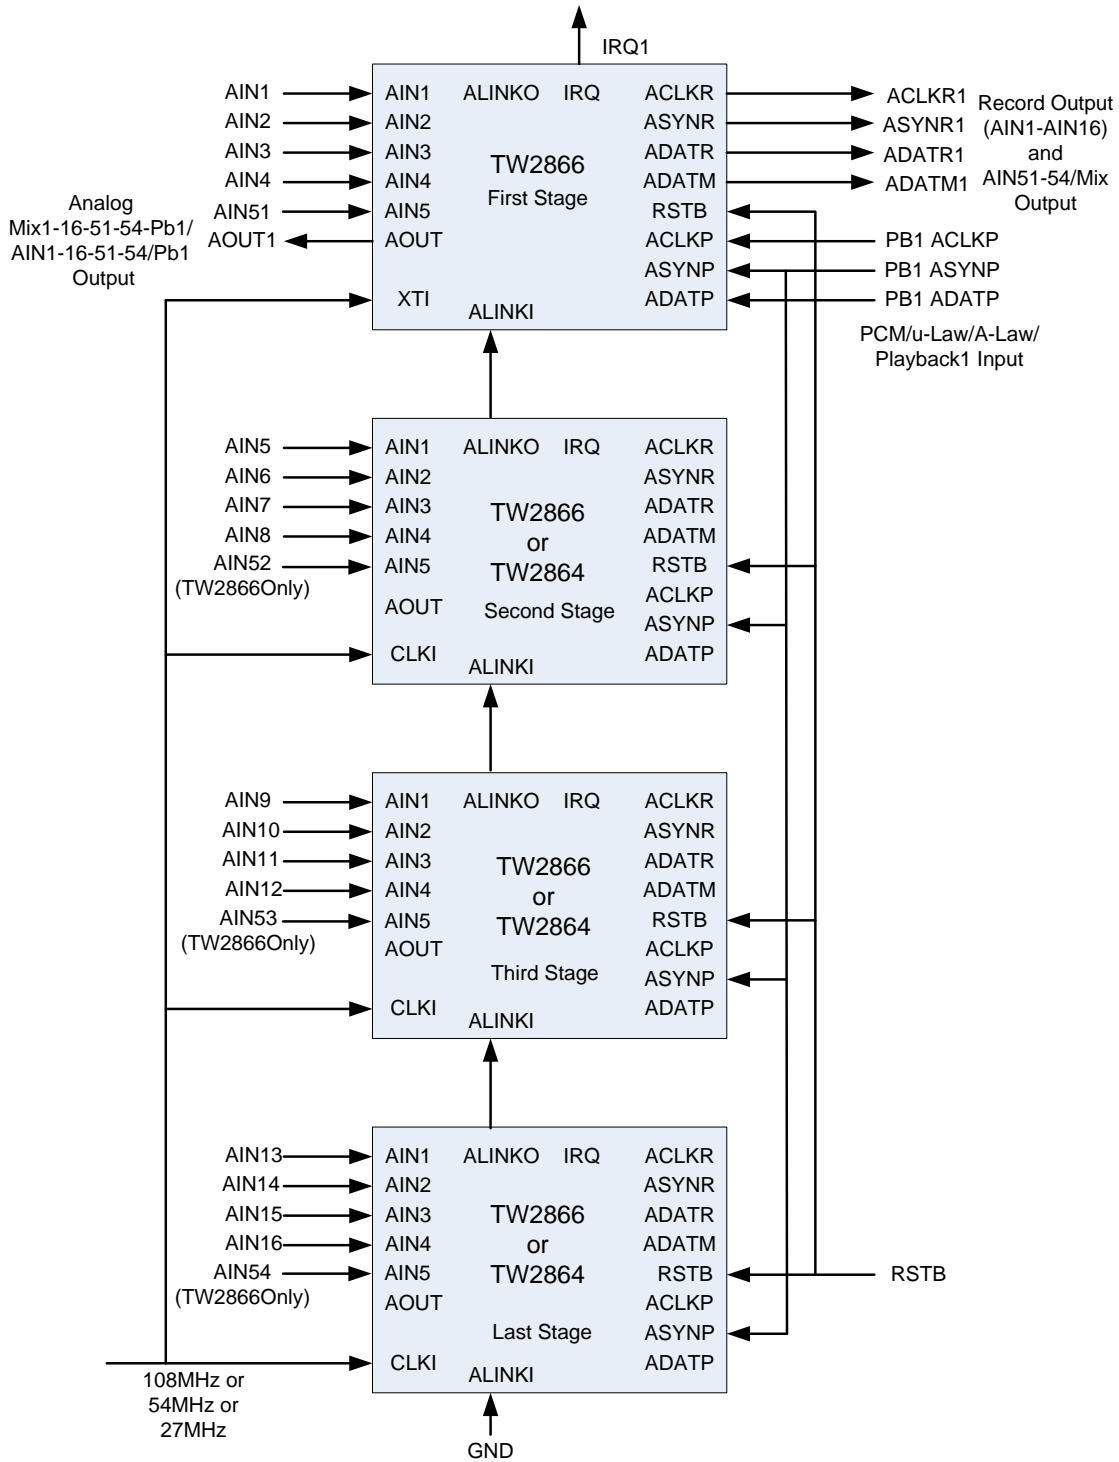 IRQ1
AIN1 AIN1 ALINKO IRQ ACLKR ACLKR1 Record Output
AIN2 AIN2 ASYNR ASYNR1 (AIN1-AIN16)
AIN3 AIN3 TW2866 ADATR ADATR1 and
AIN4 AIN4 First Stage ADATM ADATM1 AIN51-54/Mix
Output
Analog
Mix1-16-51-54-Pb1/
AIN1-16-51-54/Pb1
Output
AIN51 AIN5 RSTB
AOUT1 AOUT ACLKP PB1 ACLKP
ASYNP PB1 ASYNP
XTI ALINKI ADATP PB1 ADATP
PCM/u-Law/A-Law/
Playback1 Input
AIN5 AIN1 ALINKO IRQ ACLKR
AIN6 AIN2 ASYNR
AIN7 AIN3 TW2866 ADATR
AIN8 AIN4 or ADATM
AIN52 AIN5 TW2864 RSTB
(TW2866Only)
AOUT Second Stage ACLKP
ASYNP
CLKI ALINKI ADATP
AIN9 AIN1 ALINKO IRQ ACLKR
AIN10 AIN2 ASYNR
AIN11 AIN3 TW2866 ADATR
AIN12 AIN4 or ADATM
AIN53 AIN5 TW2864 RSTB
(TW2866Only)
AOUT ACLKP
Third Stage ASYNP
CLKI ALINKI ADATP
AIN13 AIN1 ALINKO IRQ ACLKR
AIN14 AIN2 ASYNR
AIN15 AIN3 TW2866 ADATR
AIN16 AIN4 or ADATM
AIN54 AIN5 TW2864 RSTB RSTB
(TW2866Only)
AOUT ACLKP
Last Stage ASYNP
CLKI ALINKI ADATP
108MHz or
54MHz or
27MHz
GND